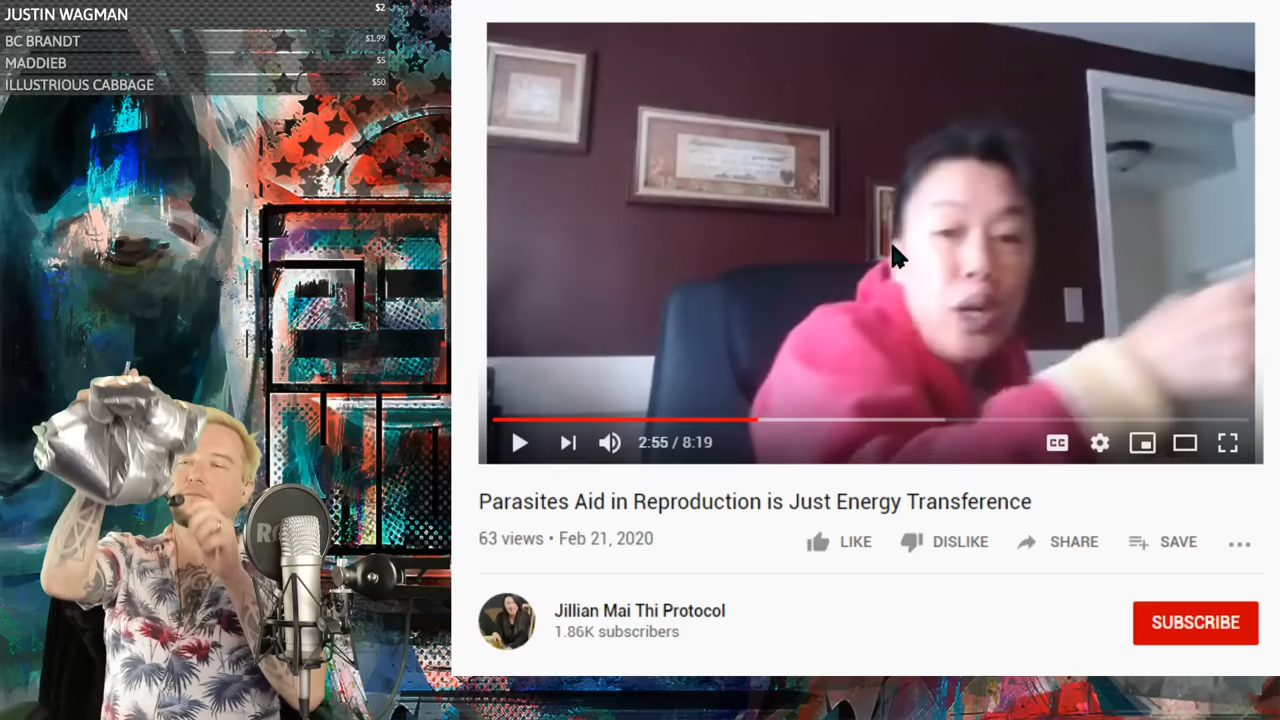 JUSTIN WAGMAN $2
BC BRANDT $1.99
MADDIEB $5
ILLUSTRIOUS CABBAGE $50
2:55 / 8:19
CC
Parasites Aid in Reproduction is Just Energy Transference
63 views • Feb 21, 2020
LIKE DISLIKE SHARE SAVE
Jillian Mai Thi Protocol
1.86K subscribers
SUBSCRIBE